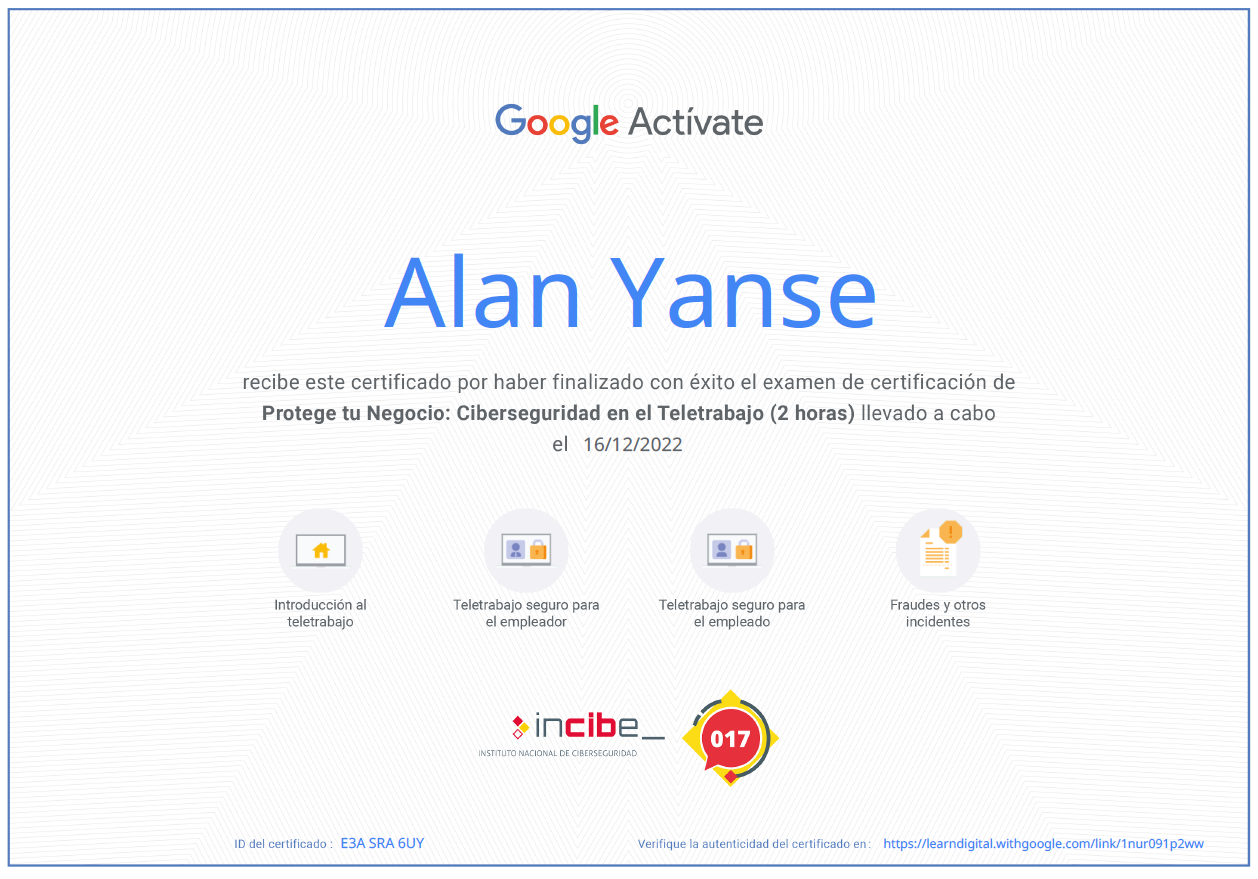 Google Actívate
Alan Yanse
recibe este certificado por haber finalizado con éxito el examen de certificación de
Protege tu Negocio: Ciberseguridad en el Teletrabajo (2 horas) llevado a cabo
el 16/12/2022
Introducción al
teletrabajo
Teletrabajo seguro para
el empleador
Teletrabajo seguro para
el empleado
Fraudes y otros
incidentes
incibe_
INSTITUTO NACIONAL DE CIBERSEGURIDAD
017
ID del certificado : E3A SRA 6UY
Verifique la autenticidad del certificado en: https://learndigital.withgoogle.com/link/1nur091p2ww